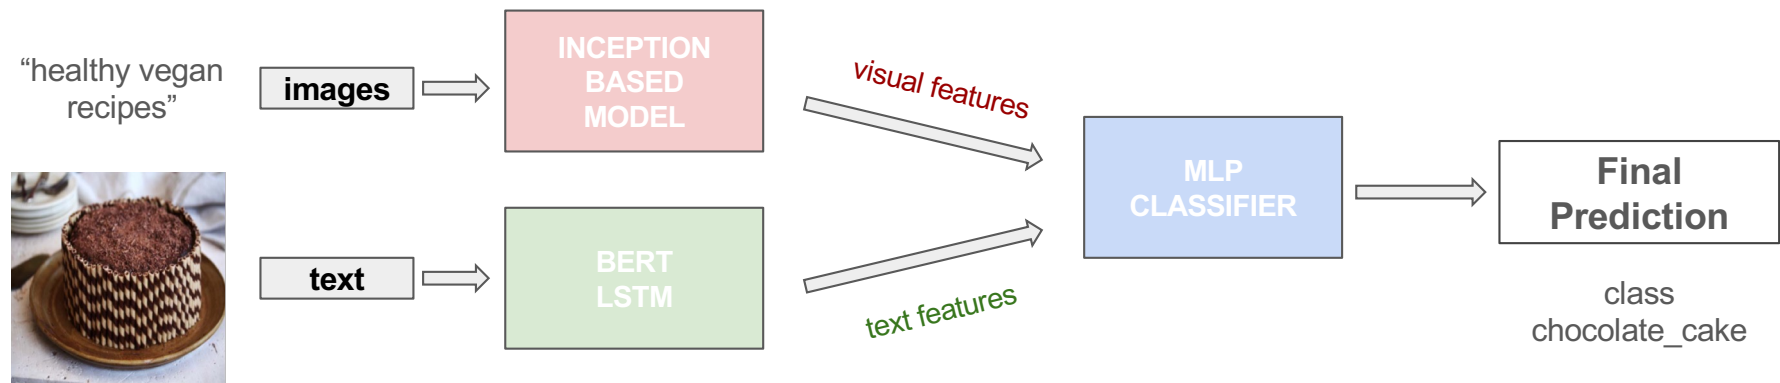 “healthy vegan
recipes”
images
INCEPTION
BASED
MODEL
visual features
text
BERT
LSTM
text features
MLP
CLASSIFIER
Final
Prediction
class
chocolate_cake